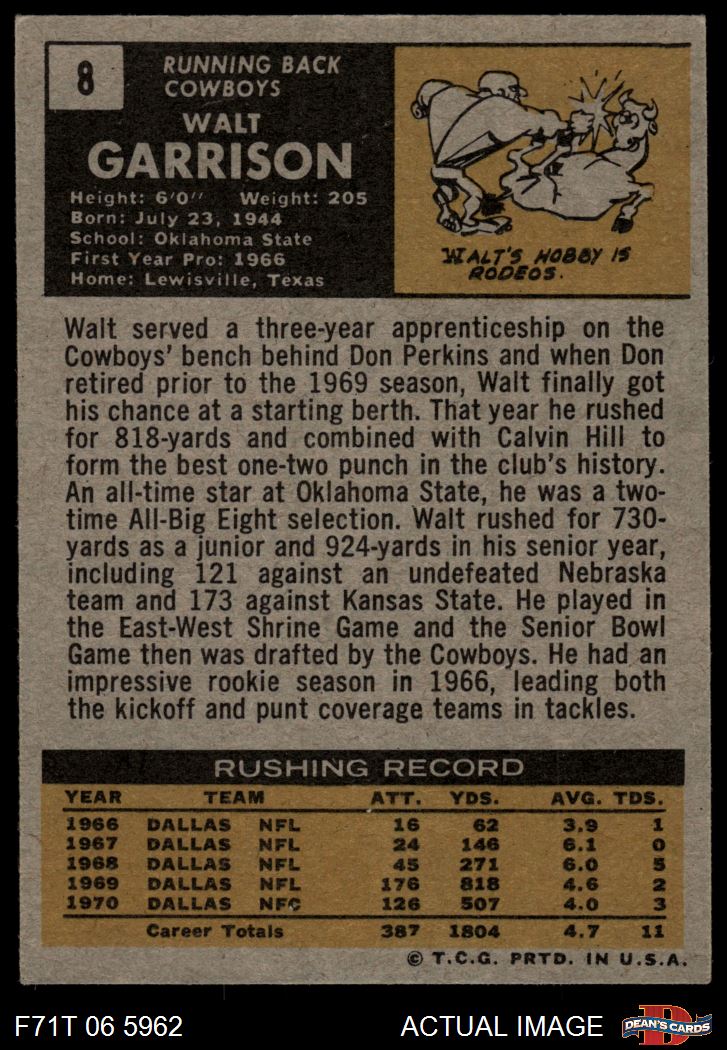 8
RUNNING BACK
COWBOYS
WALT
GARRISON
Height: 6'0" Weight: 205
Born: July 23, 1944
School: Oklahoma State
First Year Pro: 1966
Home: Lewisville, Texas
WALT'S HOBBY IS
RODEOS.
Walt served a three-year apprenticeship on the
Cowboys' bench behind Don Perkins and when Don
retired prior to the 1969 season, Walt finally got
his chance at a starting berth. That year he rushed
for 818-yards and combined with Calvin Hill to
form the best one-two punch in the club's history.
An all-time star at Oklahoma State, he was a two-
time All-Big Eight selection. Walt rushed for 730-
yards as a junior and 924-yards in his senior year,
including 121 against an undefeated Nebraska
team and 173 against Kansas State. He played in
the East-West Shrine Game and the Senior Bowl
Game then was drafted by the Cowboys. He had an
impressive rookie season in 1966, leading both
the kickoff and punt coverage teams in tackles.
RUSHING RECORD
YEAR TEAM ATT. YDS. AVG. TDS.
1966 DALLAS NFL 16 62 3.9 1
1967 DALLAS NFL 24 146 6.1 0
1968 DALLAS NFL 45 271 6.0 5
1969 DALLAS NFL 176 818 4.6 2
1970 DALLAS NFC 126 507 4.0 3
Career Totals 387 1804 4.7 11
© T.C.G. PRTD. IN U.S.A.
F71T 06 5962 ACTUAL IMAGE
D
DEAN'S CARDS